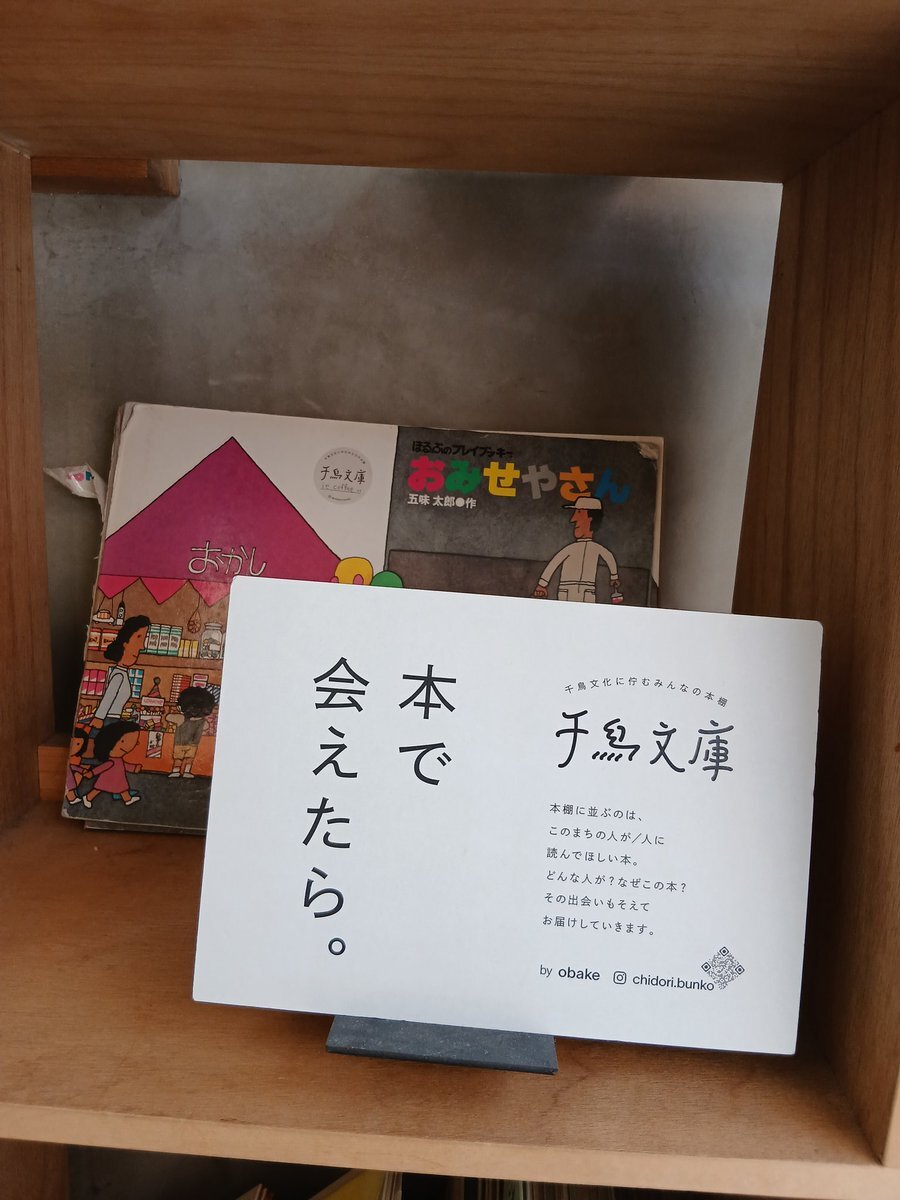 ほるぷのプレイブッキー
おみせやさん
五味 太郎●作
千鳥文庫
おかし
本で
会えたら。
千鳥文化に佇むみんなの本棚
千鳥文庫
本棚に並ぶのは、
このまちの人が/人に
読んでほしい本。
どんな人が?なぜこの本?
その出会いもそえて
お届けしていきます。
by obake
chidori.bunko